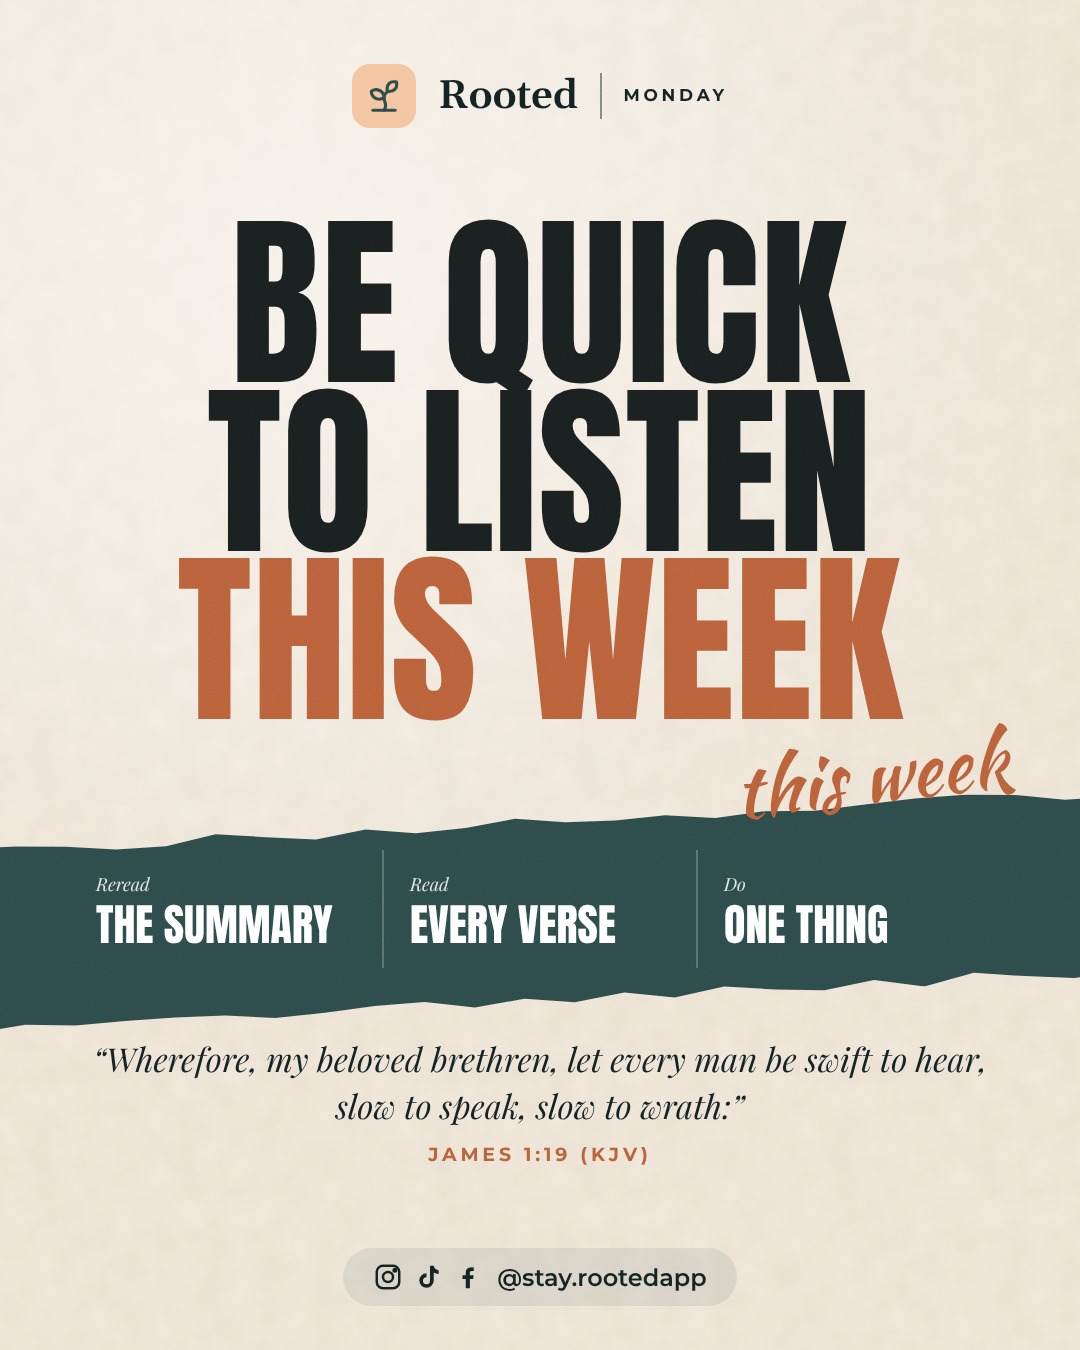 Rooted | MONDAY
BE QUICK
TO LISTEN
THIS WEEK
this week
Reread
THE SUMMARY
Read
EVERY VERSE
Do
ONE THING
“Wherefore, my beloved brethren, let every man be swift to hear,
slow to speak, slow to wrath:”
JAMES 1:19 (KJV)
@stay.rootedapp